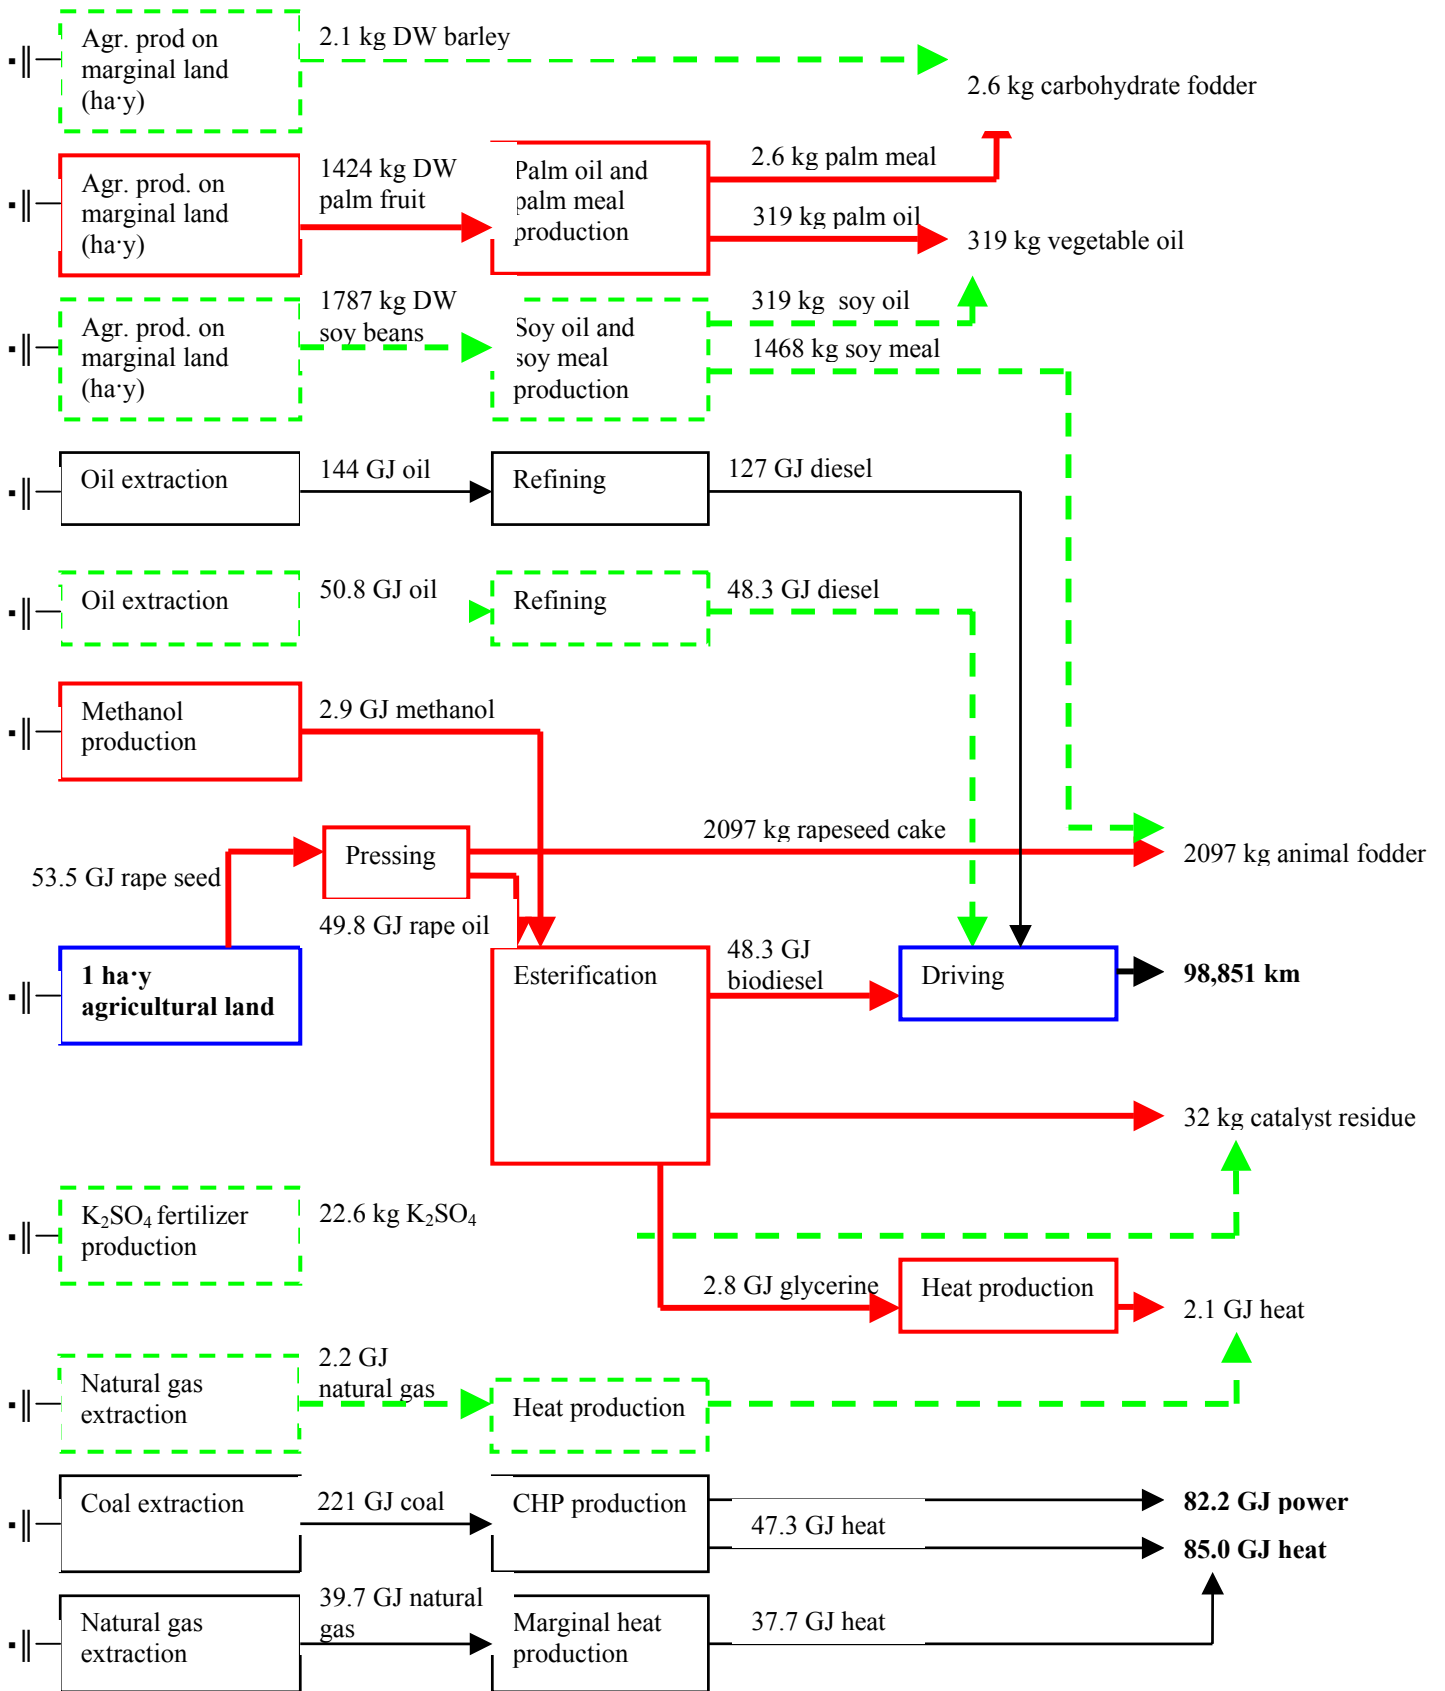 Agr. prod on
marginal land
(ha·y)
2.1 kg DW barley
2.6 kg carbohydrate fodder
Agr. prod. on
marginal land
(ha·y)
1424 kg DW
palm fruit
Palm oil and
palm meal
production
2.6 kg palm meal
319 kg palm oil
319 kg vegetable oil
Agr. prod. on
marginal land
(ha·y)
1787 kg DW
soy beans
Soy oil and
soy meal
production
319 kg soy oil
1468 kg soy meal
Oil extraction
144 GJ oil
Refining
127 GJ diesel
Oil extraction
50.8 GJ oil
Refining
48.3 GJ diesel
Methanol
production
2.9 GJ methanol
53.5 GJ rape seed
Pressing
2097 kg rapeseed cake
2097 kg animal fodder
49.8 GJ rape oil
1 ha·y
agricultural land
Esterification
48.3 GJ
biodiesel
Driving
98,851 km
32 kg catalyst residue
K₂SO₄ fertilizer
production
22.6 kg K₂SO₄
2.8 GJ glycerine
Heat production
2.1 GJ heat
Natural gas
extraction
2.2 GJ
natural gas
Heat production
Coal extraction
221 GJ coal
CHP production
82.2 GJ power
47.3 GJ heat
85.0 GJ heat
Natural gas
extraction
39.7 GJ natural
gas
Marginal heat
production
37.7 GJ heat